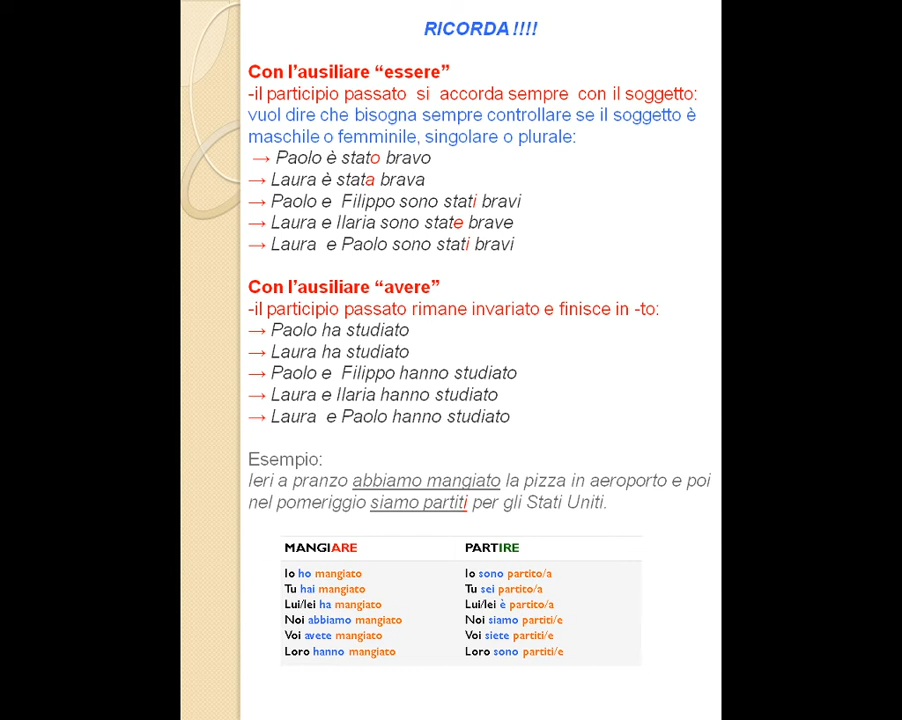 RICORDA !!!!
Con l'ausiliare “essere”
-il participio passato si accorda sempre con il soggetto:
vuol dire che bisogna sempre controllare se il soggetto è
maschile o femminile, singolare o plurale:
→ Paolo è stato bravo
→ Laura è stata brava
→ Paolo e Filippo sono stati bravi
→ Laura e Ilaria sono state brave
→ Laura e Paolo sono stati bravi
Con l'ausiliare “avere”
-il participio passato rimane invariato e finisce in -to:
→ Paolo ha studiato
→ Laura ha studiato
→ Paolo e Filippo hanno studiato
→ Laura e Ilaria hanno studiato
→ Laura e Paolo hanno studiato
Esempio:
Ieri a pranzo abbiamo mangiato la pizza in aeroporto e poi
nel pomeriggio siamo partiti per gli Stati Uniti.
MANGIARE PARTIRE
Io ho mangiato Io sono partito/a
Tu hai mangiato Tu sei partito/a
Lui/lei ha mangiato Lui/lei è partito/a
Noi abbiamo mangiato Noi siamo partiti/e
Voi avete mangiato Voi siete partiti/e
Loro hanno mangiato Loro sono partiti/e